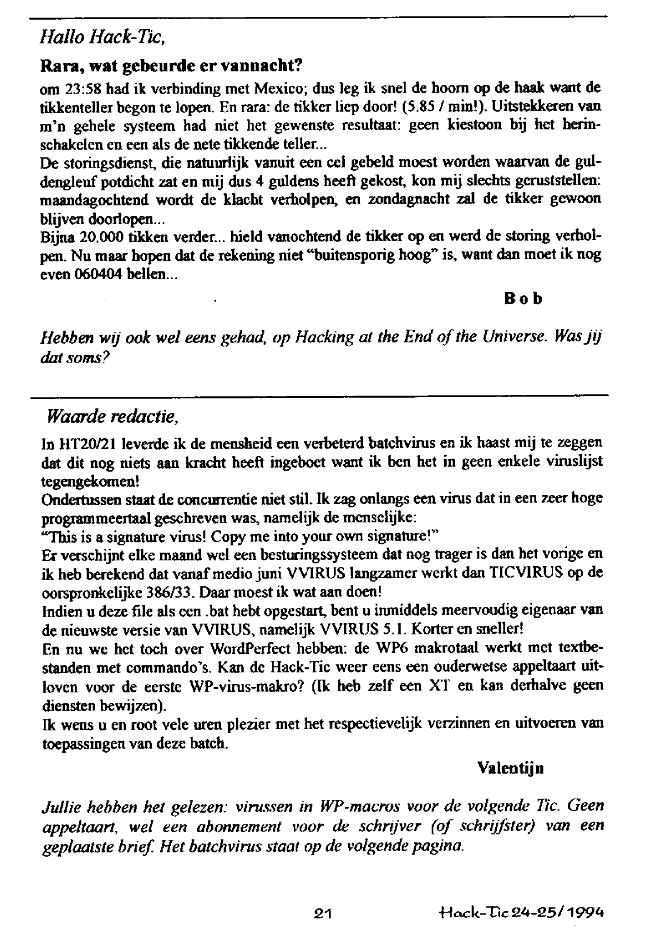 Hallo Hack-Tic,
Rara, wat gebeurde er vannacht?
om 23:58 had ik verbinding met Mexico; dus leg ik snel de hoorn op de haak want de
tikkenteller begon te lopen. En rara: de tikker liep door! (5.85 / min!). Uitstekkeren van
m'n gehele systeem had niet het gewenste resultaat: geen kiestoon bij het herin-
schakelen en een als de nete tikkende teller...
De storingsdienst, die natuurlijk vanuit een cel gebeld moest worden waarvan de gul-
dengleuf potdicht zat en mij dus 4 guldens heeft gekost, kon mij slechts geruststellen:
maandagochtend wordt de klacht verholpen, en zondagnacht zal de tikker gewoon
blijven doorlopen...
Bijna 20.000 tikken verder... hield vanochtend de tikker op en werd de storing verhol-
pen. Nu maar hopen dat de rekening niet "buitensporig hoog" is, want dan moet ik nog
even 060404 bellen...
Bob
Hebben wij ook wel eens gehad, op Hacking at the End of the Universe. Was jij
dat soms?
Waarde redactie,
In HT20/21 leverde ik de mensheid een verbeterd batchvirus en ik haast mij te zeggen
dat dit nog niets aan kracht heeft ingeboet want ik ben het in geen enkele viruslijst
tegengekomen!
Ondertussen staat de concurrentie niet stil. Ik zag onlangs een virus dat in een zeer hoge
programmeertaal geschreven was, namelijk de menselijke:
"This is a signature virus! Copy me into your own signature!"
Er verschijnt elke maand wel een besturingssysteem dat nog trager is dan het vorige en
ik heb berekend dat vanaf medio juni VVIRUS langzamer werkt dan TICVIRUS op de
oorspronkelijke 386/33. Daar moest ik wat aan doen!
Indien u deze file als een .bat hebt opgestart, bent u inmiddels meervoudig eigenaar van
de nieuwste versie van VVIRUS, namelijk VVIRUS 5.1. Korter en sneller!
En nu we het toch over WordPerfect hebben: de WP6 makrotaal werkt met textbe-
standen met commando's. Kan de Hack-Tic weer eens een ouderwetse appeltaart uit-
loven voor de eerste WP-virus-makro? (Ik heb zelf een XT en kan derhalve geen
diensten bewijzen).
Ik wens u en root vele uren plezier met het respectievelijk verzinnen en uitvoeren van
toepassingen van deze batch.
Valentijn
Jullie hebben het gelezen: virussen in WP-macros voor de volgende Tic. Geen
appeltaart, wel een abonnement voor de schrijver (of schrijfster) van een
geplaatste brief. Het batchvirus staat op de volgende pagina.
21 Hack-Tic 24-25/1994